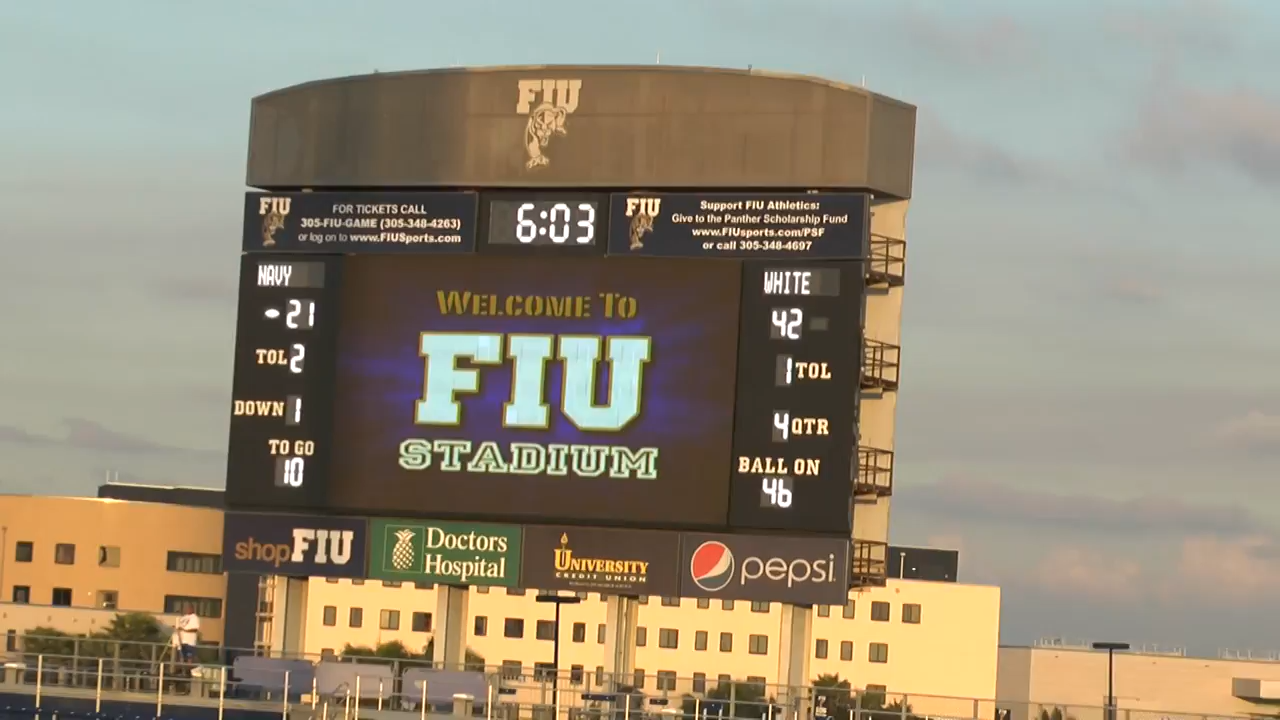 FIU
FIU
FOR TICKETS CALL
305-FIU-GAME (305-348-4263)
or log on to www.FIUSports.com
6:03
FIU
Support FIU Athletics:
Give to the Panther Scholarship Fund
www.FIUsports.com/PSF
or call 305-348-4697
NAVY
21
TOL 2
DOWN 1
TO GO
10
WELCOME TO
FIU
STADIUM
WHITE
42
1 TOL
4 QTR
BALL ON
46
shop FIU
Doctors
Hospital
UNIVERSITY
CREDIT UNION
pepsi